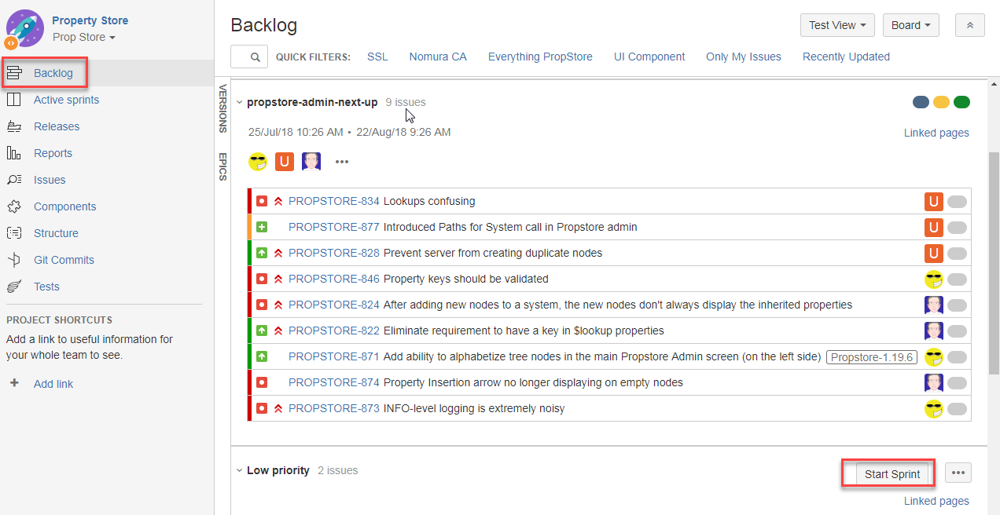 Property Store
Prop Store
Backlog
Active sprints
Releases
Reports
Issues
Components
Structure
Git Commits
Tests
PROJECT SHORTCUTS
Add a link to useful information for
your whole team to see.
Add link
Backlog
Test View
Board
QUICK FILTERS: SSL Nomura CA Everything PropStore UI Component Only My Issues Recently Updated
VERSIONS
EPICS
propstore-admin-next-up 9 issues
25/Jul/18 10:26 AM • 22/Aug/18 9:26 AM
Linked pages
U
PROPSTORE-834 Lookups confusing U
PROPSTORE-877 Introduced Paths for System call in Propstore admin U
PROPSTORE-828 Prevent server from creating duplicate nodes U
PROPSTORE-846 Property keys should be validated
PROPSTORE-824 After adding new nodes to a system, the new nodes don't always display the inherited properties
PROPSTORE-822 Eliminate requirement to have a key in $lookup properties
PROPSTORE-871 Add ability to alphabetize tree nodes in the main Propstore Admin screen (on the left side) Propstore-1.19.6
PROPSTORE-874 Property Insertion arrow no longer displaying on empty nodes
PROPSTORE-873 INFO-level logging is extremely noisy
Low priority 2 issues
Start Sprint
Linked pages